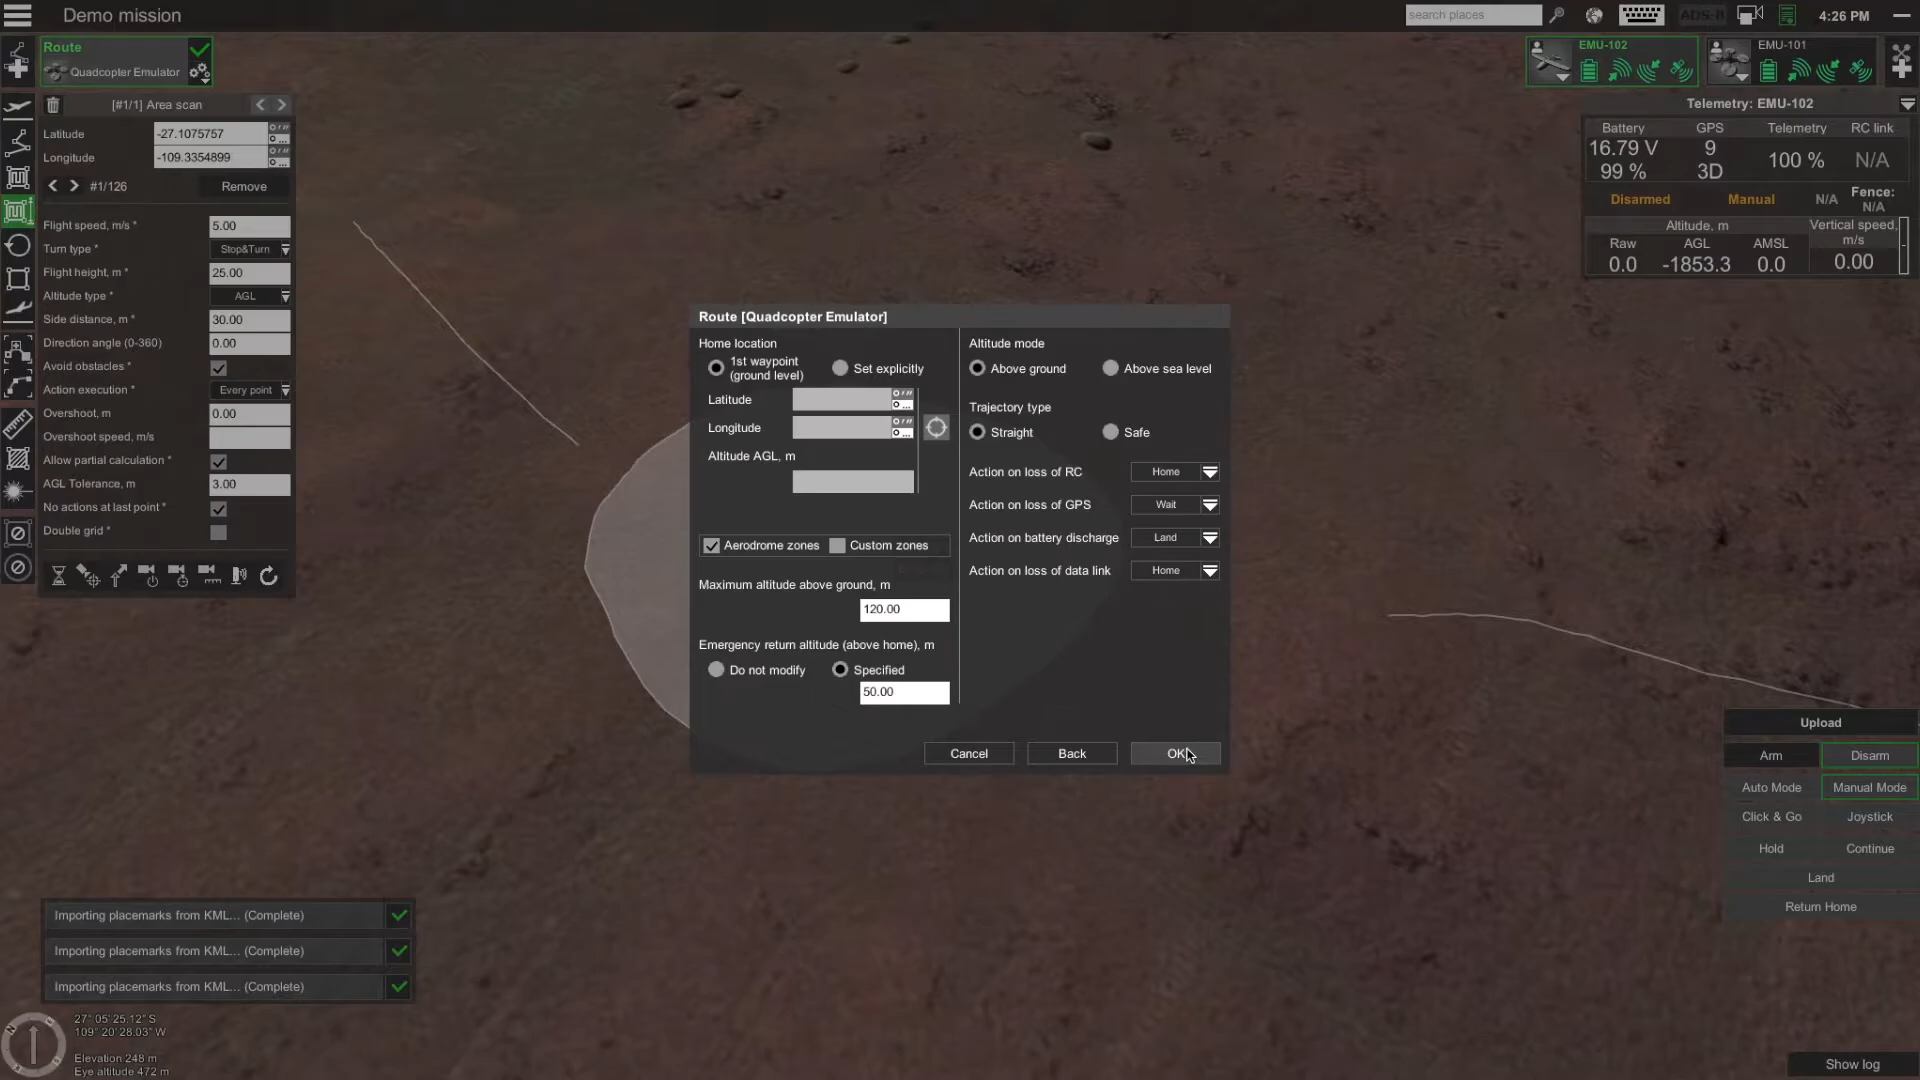 Demo mission
search places
ADS-B
4:26 PM
Route
Quadcopter Emulator
EMU-102
EMU-101
[#1/1] Area scan
Latitude
-27.1075757
Longitude
-109.3354899
#1/126
Remove
Flight speed, m/s *
5.00
Turn type *
Stop&Turn
Flight height, m *
25.00
Altitude type *
AGL
Side distance, m *
30.00
Direction angle (0-360)
0.00
Avoid obstacles *
Action execution *
Every point
Overshoot, m
0.00
Overshoot speed, m/s
Allow partial calculation *
AGL Tolerance, m
3.00
No actions at last point *
Double grid *
Telemetry: EMU-102
Battery GPS Telemetry RC link
16.79 V 9 100 % N/A
99 % 3D
Disarmed Manual N/A Fence: N/A
Altitude, m
Vertical speed, m/s
Raw AGL AMSL
0.0 -1853.3 0.0 0.00
Route [Quadcopter Emulator]
Home location
1st waypoint (ground level)
Set explicitly
Latitude
Longitude
Altitude AGL, m
Aerodrome zones
Custom zones
Maximum altitude above ground, m
120.00
Emergency return altitude (above home), m
Do not modify
Specified
50.00
Altitude mode
Above ground
Above sea level
Trajectory type
Straight
Safe
Action on loss of RC
Home
Action on loss of GPS
Wait
Action on battery discharge
Land
Action on loss of data link
Home
Cancel
Back
OK
Upload
Arm
Disarm
Auto Mode
Manual Mode
Click & Go
Joystick
Hold
Continue
Land
Return Home
Importing placemarks from KML... (Complete)
Importing placemarks from KML... (Complete)
Importing placemarks from KML... (Complete)
27° 05' 25.12" S
109° 20' 28.03" W
Elevation 248 m
Eye altitude 472 m
Show log